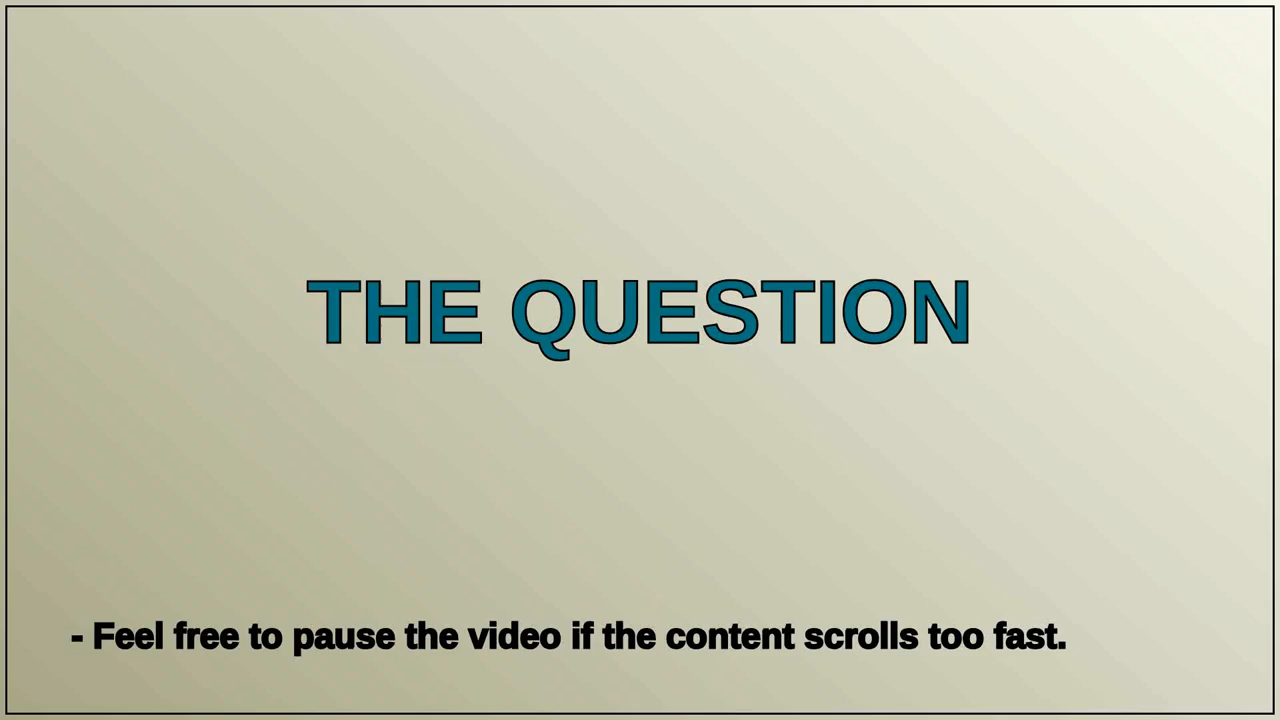 THE QUESTION
- Feel free to pause the video if the content scrolls too fast.